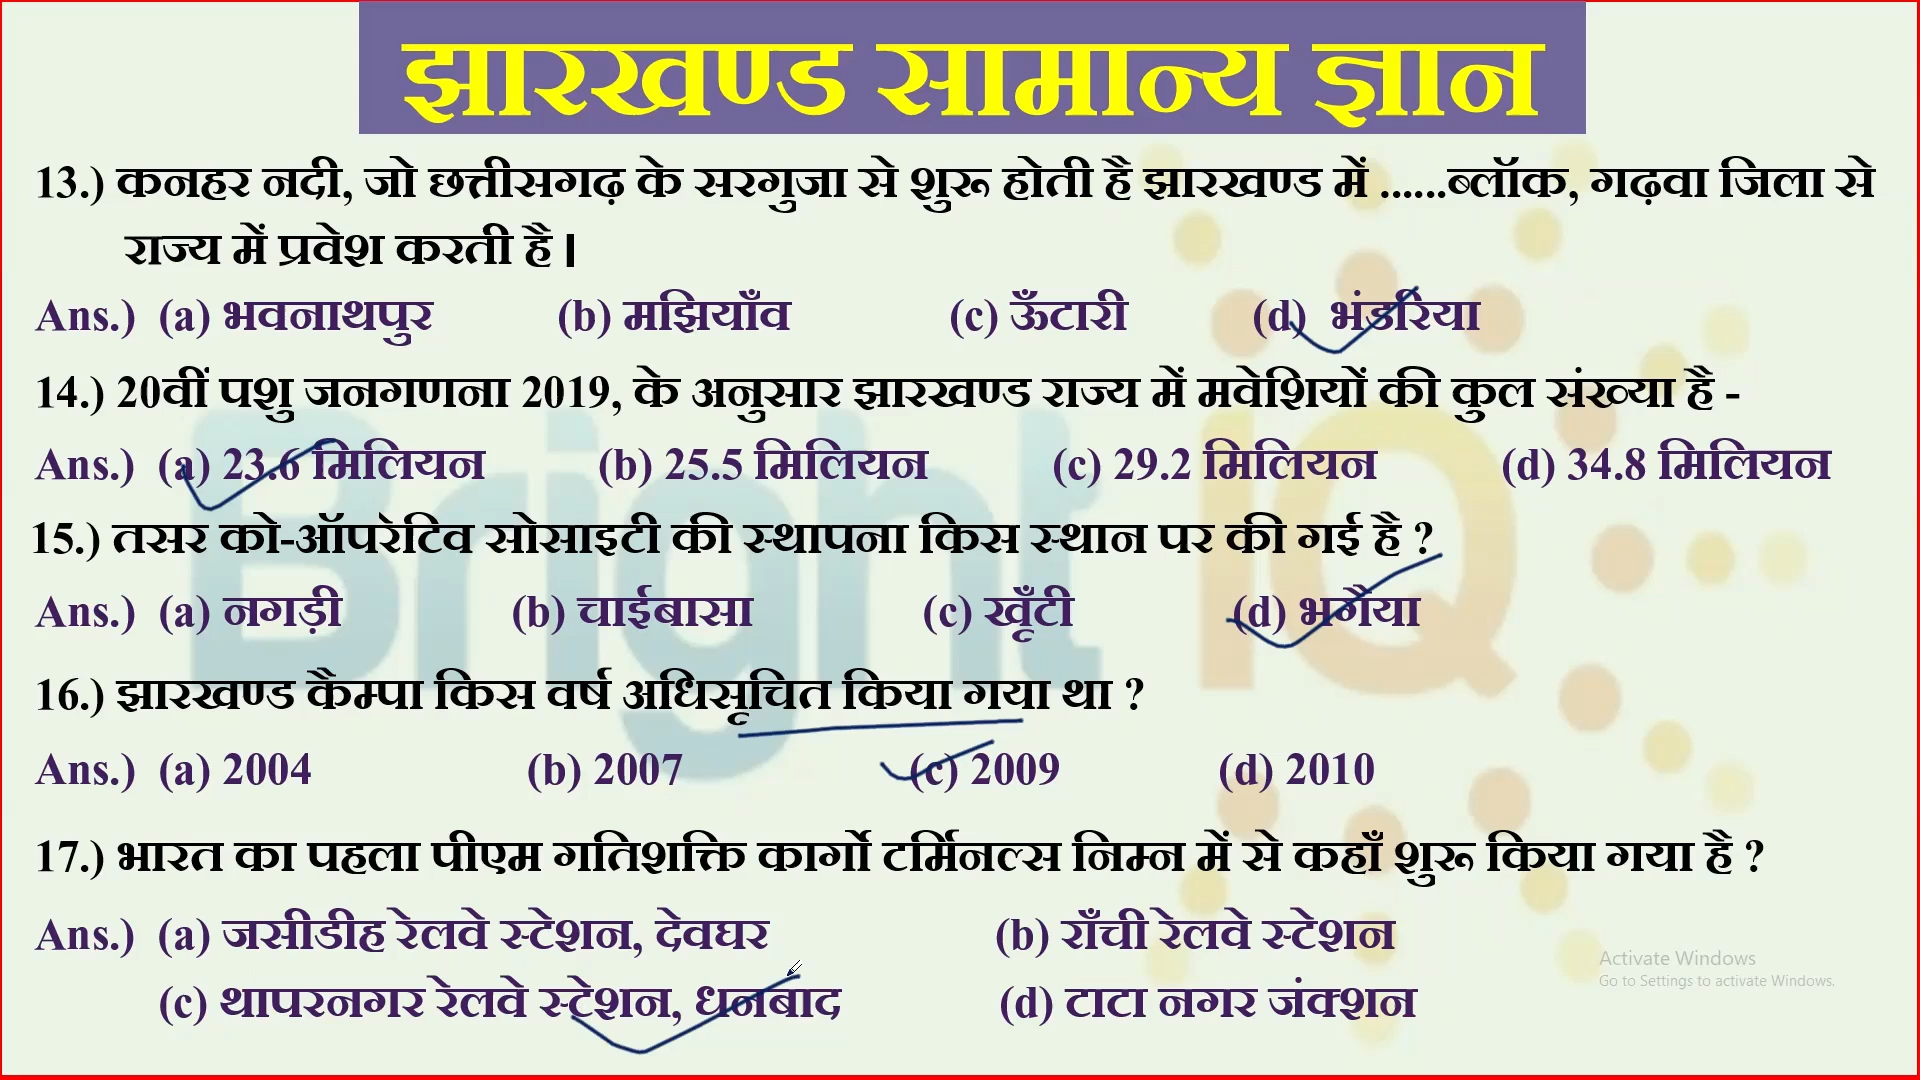 झारखण्ड सामान्य ज्ञान
13.) कनहर नदी, जो छत्तीसगढ़ के सरगुजा से शुरू होती है झारखण्ड में ......ब्लॉक, गढ़वा जिला से
राज्य में प्रवेश करती है।
Ans.) (a) भवनाथपुर (b) मझियाँव (c) ऊँटारी (d) भंडरिया
14.) 20वीं पशु जनगणना 2019, के अनुसार झारखण्ड राज्य में मवेशियों की कुल संख्या है -
Ans.) (a) 23.6 मिलियन (b) 25.5 मिलियन (c) 29.2 मिलियन (d) 34.8 मिलियन
15.) तसर को-ऑपरेटिव सोसाइटी की स्थापना किस स्थान पर की गई है ?
Ans.) (a) नगड़ी (b) चाईबासा (c) खूँटी (d) भगैया
16.) झारखण्ड कैम्पा किस वर्ष अधिसूचित किया गया था ?
Ans.) (a) 2004 (b) 2007 (c) 2009 (d) 2010
17.) भारत का पहला पीएम गतिशक्ति कार्गो टर्मिनल्स निम्न में से कहाँ शुरू किया गया है ?
Ans.) (a) जसीडीह रेलवे स्टेशन, देवघर (b) राँची रेलवे स्टेशन
(c) थापरनगर रेलवे स्टेशन, धनबाद (d) टाटा नगर जंक्शन
Bright IQ
Activate Windows
Go to Settings to activate Windows.